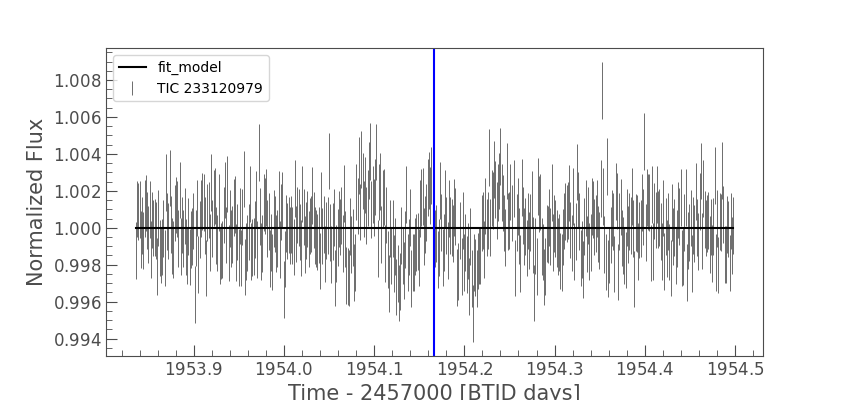 fit_model
TIC 233120979
1.008
1.006
1.004
1.002
1.000
0.998
0.996
0.994
Normalized Flux
1953.9 1954.0 1954.1 1954.2 1954.3 1954.4 1954.5
Time - 2457000 [BTJD days]